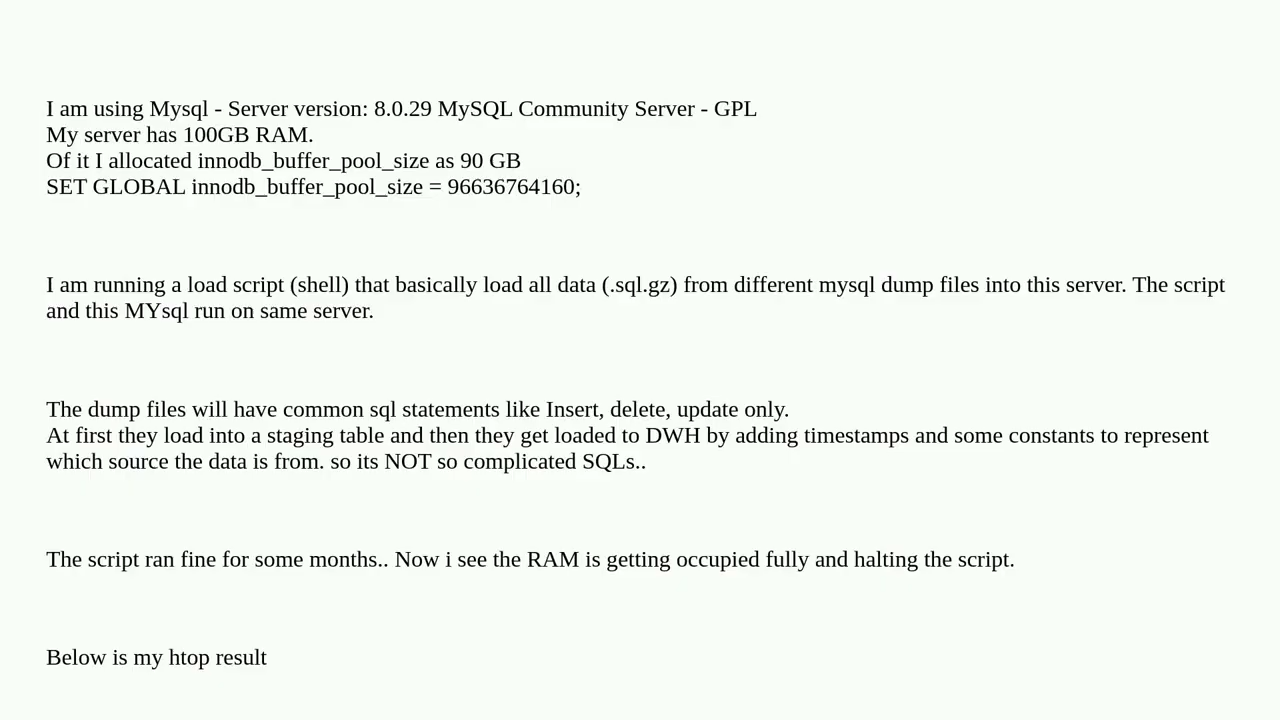 I am using Mysql - Server version: 8.0.29 MySQL Community Server - GPL
My server has 100GB RAM.
Of it I allocated innodb_buffer_pool_size as 90 GB
SET GLOBAL innodb_buffer_pool_size = 96636764160;
I am running a load script (shell) that basically load all data (.sql.gz) from different mysql dump files into this server. The script
and this MYsql run on same server.
The dump files will have common sql statements like Insert, delete, update only.
At first they load into a staging table and then they get loaded to DWH by adding timestamps and some constants to represent
which source the data is from. so its NOT so complicated SQLs..
The script ran fine for some months.. Now i see the RAM is getting occupied fully and halting the script.
Below is my htop result